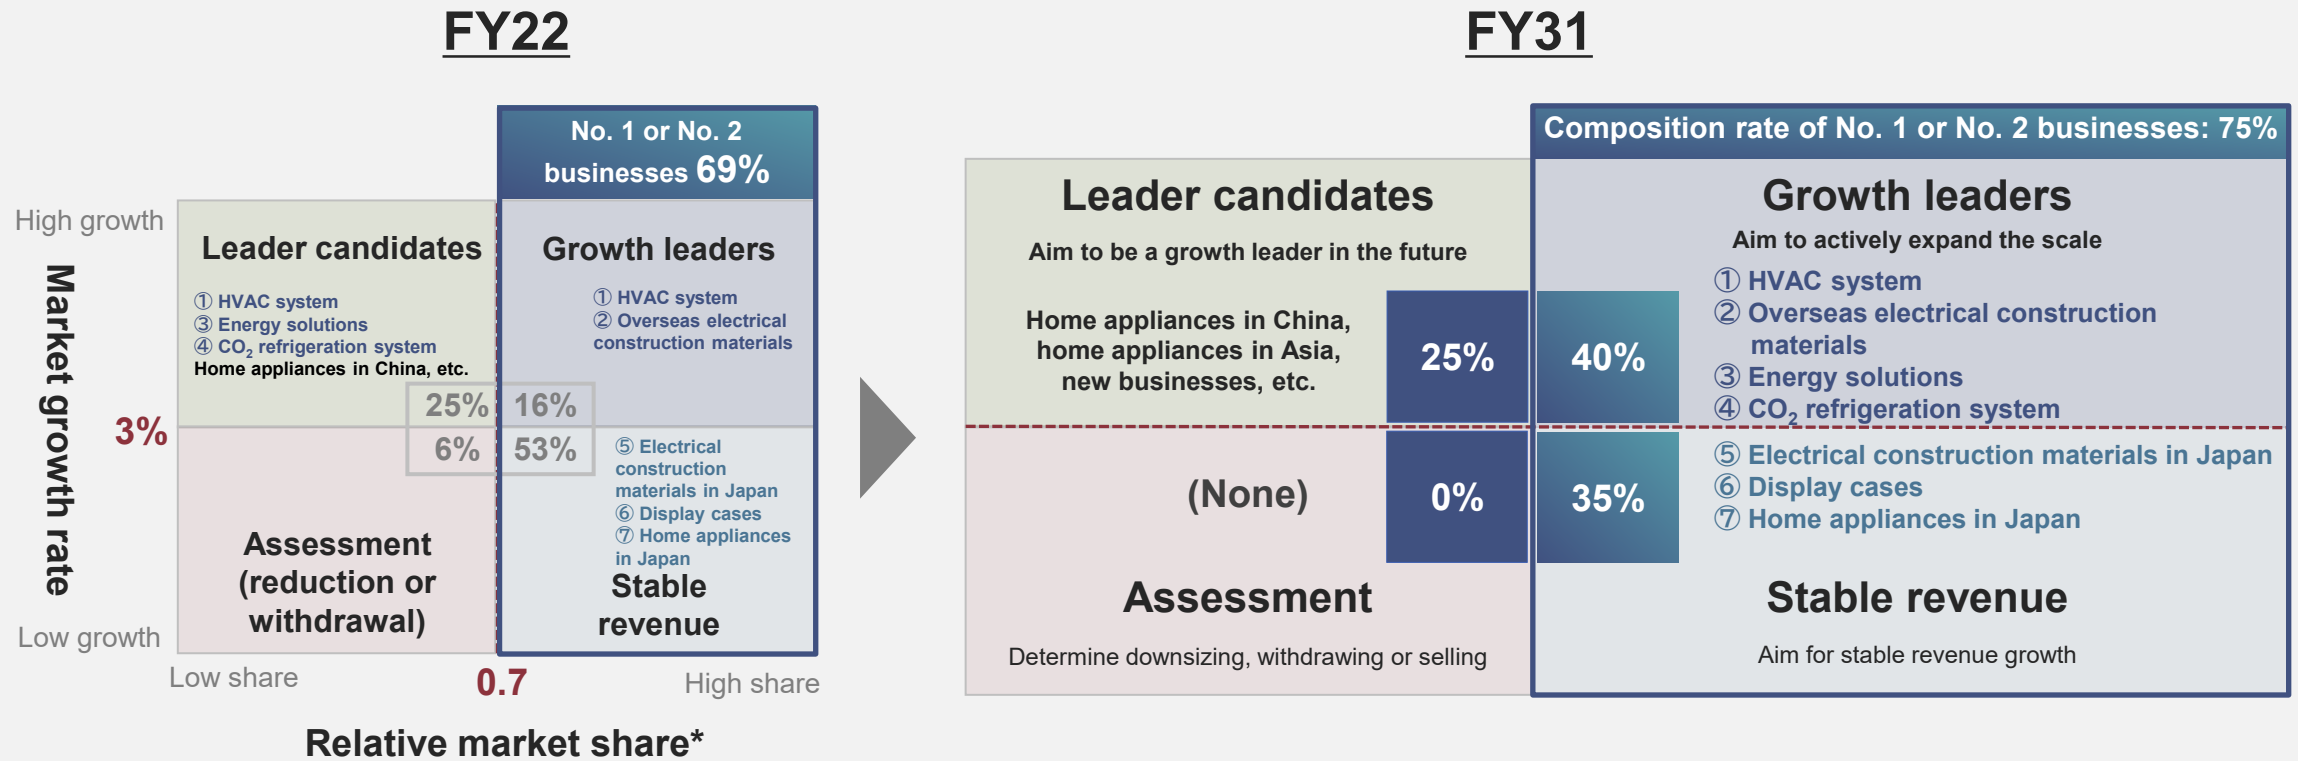 FY22
No. 1 or No. 2
businesses 69%
High growth
Market growth rate
3%
Low growth
Leader candidates
① HVAC system
③ Energy solutions
④ CO2 refrigeration system
Home appliances in China, etc.
25%
Growth leaders
① HVAC system
② Overseas electrical
construction materials
16%
6%
Assessment
(reduction or
withdrawal)
53%
⑤ Electrical
construction
materials in Japan
⑥ Display cases
⑦ Home appliances
in Japan
Stable
revenue
Low share
0.7
High share
Relative market share*
FY31
Composition rate of No. 1 or No. 2 businesses: 75%
Leader candidates
Aim to be a growth leader in the future
Home appliances in China,
home appliances in Asia,
new businesses, etc.
25%
Growth leaders
Aim to actively expand the scale
40%
① HVAC system
② Overseas electrical construction
materials
③ Energy solutions
④ CO2 refrigeration system
(None)
0%
Assessment
Determine downsizing, withdrawing or selling
35%
⑤ Electrical construction materials in Japan
⑥ Display cases
⑦ Home appliances in Japan
Stable revenue
Aim for stable revenue growth